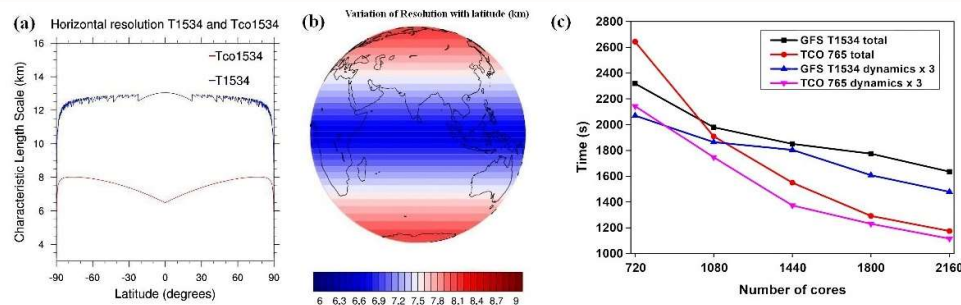 (a) Horizontal resolution T1534 and Tco1534
Characteristic Length Scale (km)
16
14
12
10
8
6
4
-Tco1534
-T1534
-90 -60 -30 0 30 60 90
Latitude (degrees)
(b) Variation of Resolution with latitude (km)
6 6.3 6.6 6.9 7.2 7.5 7.8 8.1 8.4 8.7 9
(c)
Time (s)
2800
2600
2400
2200
2000
1800
1600
1400
1200
1000
GFS T1534 total
TCO 765 total
GFS T1534 dynamics x 3
TCO 765 dynamics x 3
720 1080 1440 1800 2160
Number of cores